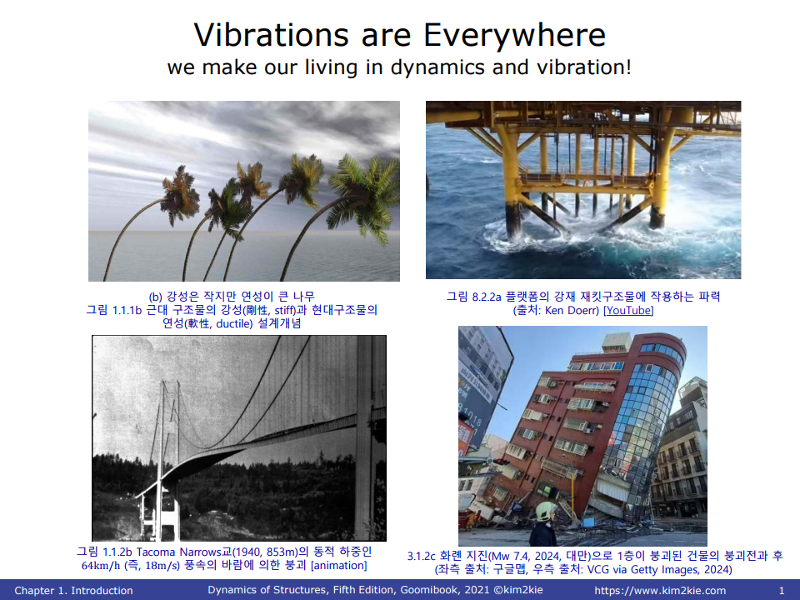 Vibrations are Everywhere
we make our living in dynamics and vibration!
(b) 강성은 작지만 연성이 큰 나무
그림 1.1.1b 근대 구조물의 강성(剛性, stiff)과 현대구조물의
연성(軟性, ductile) 설계개념
그림 8.2.2a 플랫폼의 강재 재킷구조물에 작용하는 파력
(출처: Ken Doerr) [YouTube]
그림 1.1.2b Tacoma Narrows교(1940, 853m)의 동적 하중인
64km/h (즉, 18m/s) 풍속의 바람에 의한 붕괴 [animation]
3.1.2c 화롄 지진(Mw 7.4, 2024, 대만)으로 1층이 붕괴된 건물의 붕괴전과 후
(좌측 출처: 구글맵, 우측 출처: VCG via Getty Images, 2024)
Chapter 1. Introduction
Dynamics of Structures, Fifth Edition, Goomibook, 2021 ©kim2kie
https://www.kim2kie.com
1